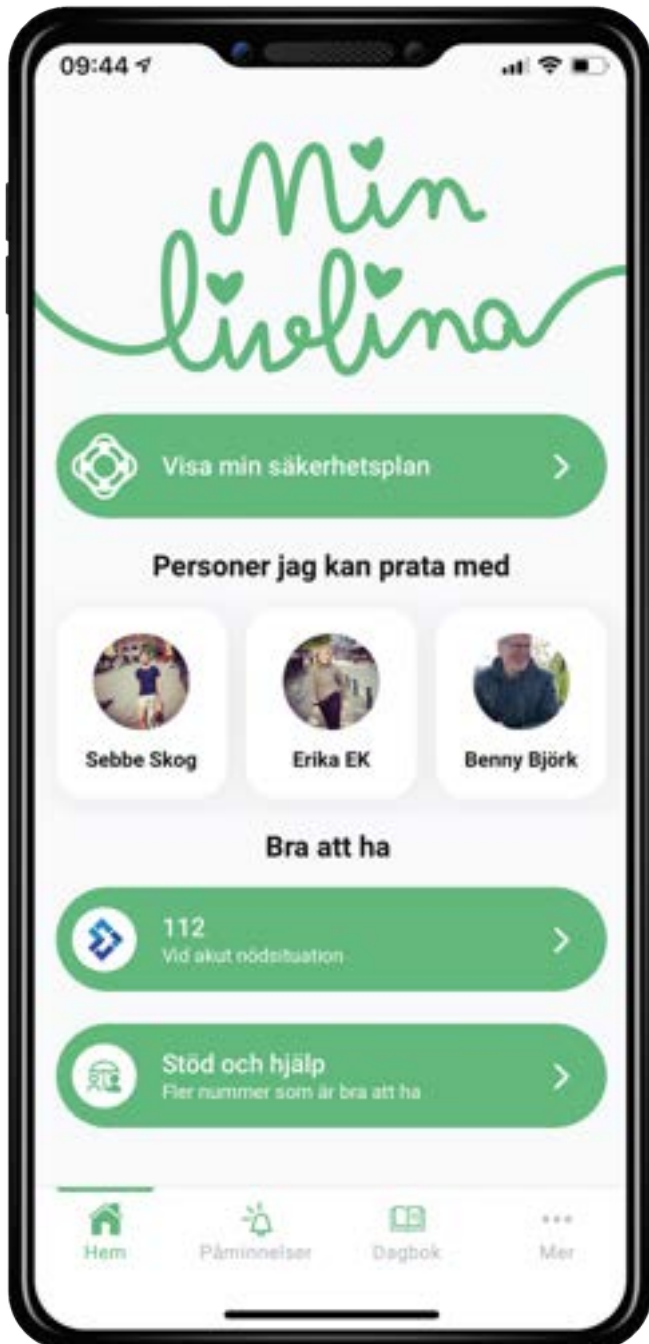 09:44
Min
livlina
Visa min säkerhetsplan
Personer jag kan prata med
Sebbe Skog
Erika EK
Benny Björk
Bra att ha
112
Vid akut nödsituation
Stöd och hjälp
Fler nummer som är bra att ha
Hem
Påminnelser
Dagbok
Mer